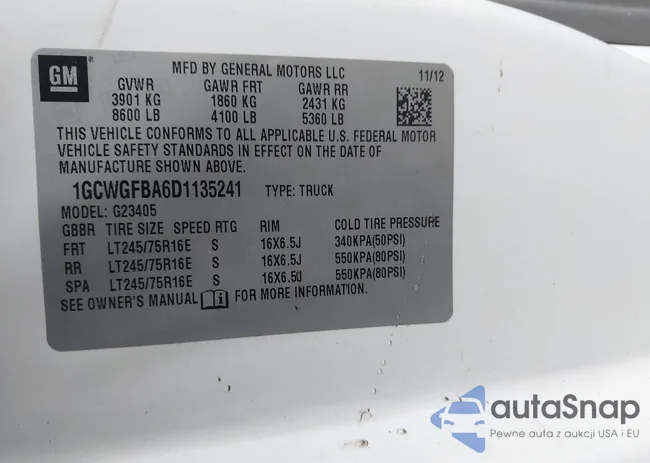 GM
MFD BY GENERAL MOTORS LLC 11/12
GVWR GAWR FRT GAWR RR
3901 KG 1860 KG 2431 KG
8600 LB 4100 LB 5360 LB
THIS VEHICLE CONFORMS TO ALL APPLICABLE U.S. FEDERAL MOTOR
VEHICLE SAFETY STANDARDS IN EFFECT ON THE DATE OF
MANUFACTURE SHOWN ABOVE.
1GCWGFBA6D1135241 TYPE: TRUCK
MODEL: G23405
GBBR TIRE SIZE SPEED RTG RIM COLD TIRE PRESSURE
FRT LT245/75R16E S 16X6.5J 340KPA(50PSI)
RR LT245/75R16E S 16X6.5J 550KPA(80PSI)
SPA LT245/75R16E S 16X6.5J 550KPA(80PSI)
SEE OWNER'S MANUAL FOR MORE INFORMATION.
autaSnap
Pewne auta z aukcji USA i EU